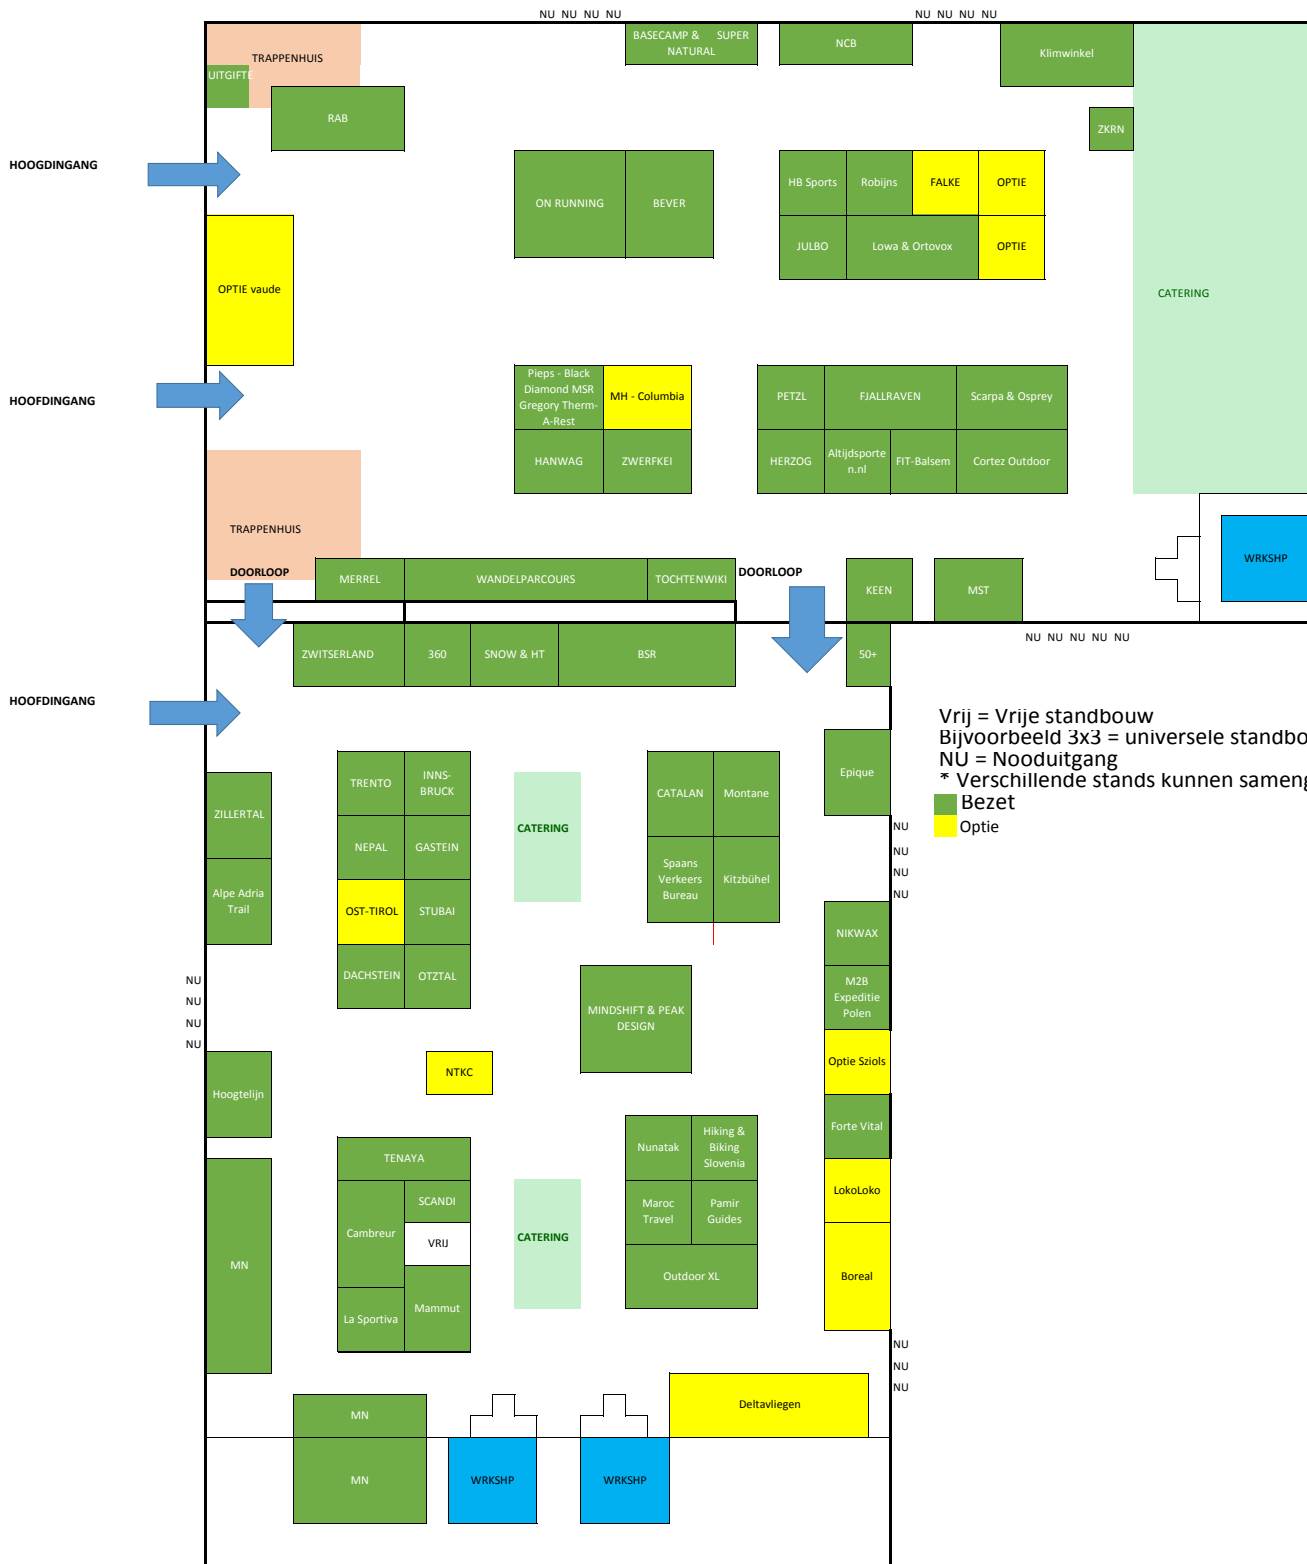 NU NU NU NU
NU NU NU NU
BASECAMP & SUPER
NATURAL
NCB
TRAPPENHUIS
Klimwinkel
UITGIFTE
RAB
ZKRN
HOOGDINGANG
ON RUNNING
BEVER
HB Sports
Robijns
FALKE
OPTIE
JULBO
Lowa & Ortovox
OPTIE
OPTIE vaude
CATERING
HOOFDINGANG
Pieps - Black
Diamond MSR
Gregory Therm-
A-Rest
MH - Columbia
PETZL
FJALLRAVEN
Scarpa & Osprey
HANWAG
ZWERFKEI
HERZOG
Altijdsporte
n.nl
FIT-Balsem
Cortez Outdoor
TRAPPENHUIS
WRKSHP
DOORLOOP
MERREL
WANDELPARCOURS
TOCHTENWIKI
DOORLOOP
KEEN
MST
NU NU NU NU NU
ZWITSERLAND
360
SNOW & HT
BSR
50+
HOOFDINGANG
Vrij = Vrije standbouw
Bijvoorbeeld 3x3 = universele standbo
NU = Nooduitgang
* Verschillende stands kunnen sameng
Bezet
Optie
TRENTO
INNS-
BRUCK
CATALAN
Montane
Epique
ZILLERTAL
CATERING
NU
NU
NU
NU
NEPAL
GASTEIN
Spaans
Verkeers
Bureau
Kitzbühel
Alpe Adria
Trail
OST-TIROL
STUBAI
NIKWAX
DACHSTEIN
OTZTAL
NU
NU
NU
NU
M2B
Expeditie
Polen
MINDSHIFT & PEAK
DESIGN
Optie Sziols
NTKC
Hoogtelijn
Forte Vital
Nunatak
Hiking &
Biking
Slovenia
TENAYA
SCANDI
Maroc
Travel
Pamir
Guides
LokoLoko
Cambreur
VRIJ
CATERING
MN
Outdoor XL
Boreal
La Sportiva
Mammut
NU
NU
NU
Deltavliegen
MN
MN
WRKSHP
WRKSHP